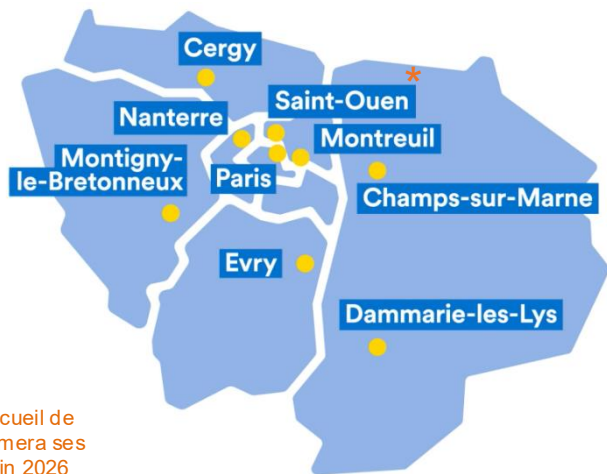 Cergy
*
Saint-Ouen
Nanterre
Montreuil
Montigny-
le-Bretonneux
Paris
Champs-sur-Marne
Evry
Dammarie-les-Lys
cueil de
mera ses
in 2026